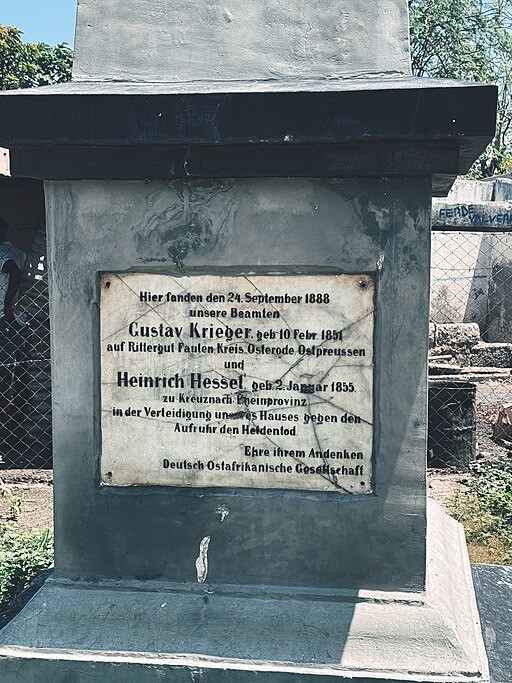 Hier fanden den 24. September 1888
unsere Beamten
Gustav Krieger, geb. 10 Febr. 1851
auf Rittergut Faulen Kreis Osterode Ostpreussen
und
Heinrich Hessel, geb. 2. Januar 1855.
zu Kreuznach Rheinprovinz
in der Verteidigung unseres Hauses gegen den
Aufruhr den Heldentod
Ehre ihrem Andenken
Deutsch Ostafrikanische Gesellschaft